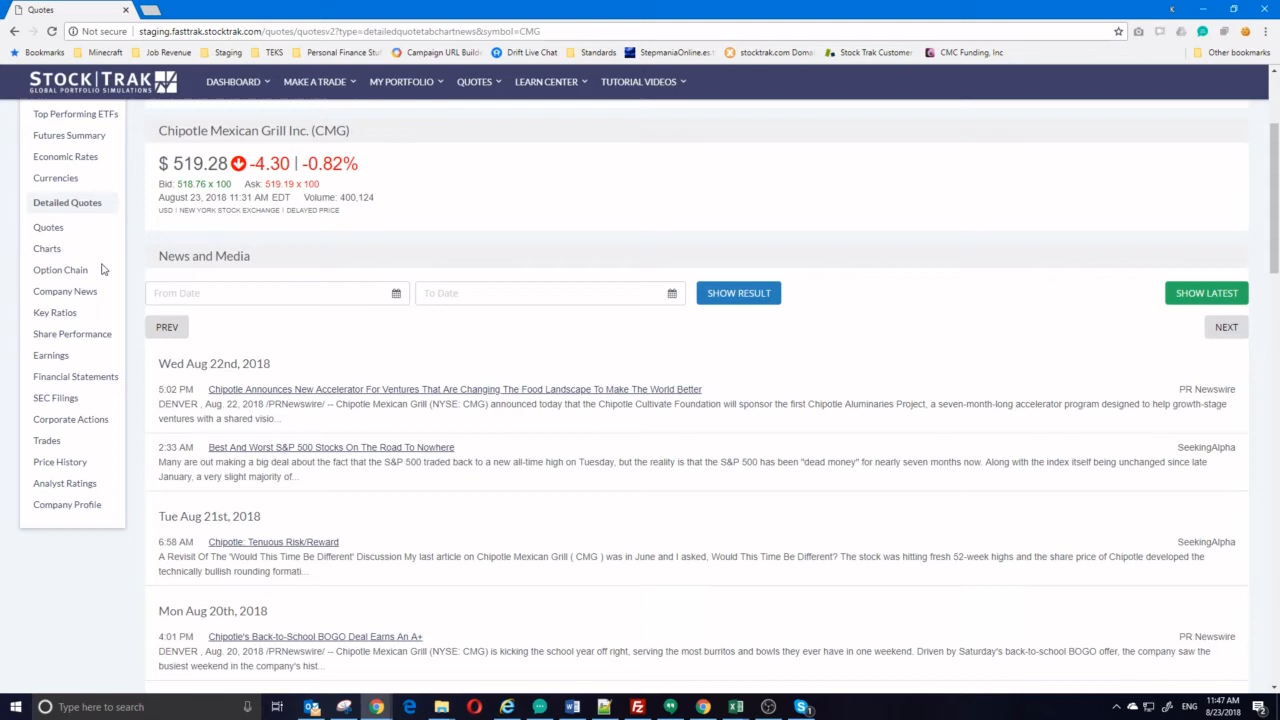 Quotes
Not secure | staging.fasttrak.stocktrak.com/quotes/quotesv2?type=detailedquotetabchartnews&symbol=CMG
Bookmarks Minecraft Job Revenue Staging TEKS Personal Finance Stuf Campaign URL Builde Drift Live Chat Standards StepmaniaOnline.es. stocktrak.com Domai Stock Trak Customer CMC Funding, Inc Other bookmarks
STOCK|TRAK
GLOBAL PORTFOLIO SIMULATIONS
DASHBOARD MAKE A TRADE MY PORTFOLIO QUOTES LEARN CENTER TUTORIAL VIDEOS
Top Performing ETFs
Futures Summary
Economic Rates
Currencies
Detailed Quotes
Quotes
Charts
Option Chain
Company News
Key Ratios
Share Performance
Earnings
Financial Statements
SEC Filings
Corporate Actions
Trades
Price History
Analyst Ratings
Company Profile
Chipotle Mexican Grill Inc. (CMG)
$ 519.28 -4.30 | -0.82%
Bid: 518.76 x 100 Ask: 519.19 x 100
August 23, 2018 11:31 AM EDT Volume: 400,124
USD | NEW YORK STOCK EXCHANGE | DELAYED PRICE
News and Media
From Date To Date SHOW RESULT SHOW LATEST
PREV NEXT
Wed Aug 22nd, 2018
5:02 PM Chipotle Announces New Accelerator For Ventures That Are Changing The Food Landscape To Make The World Better PR Newswire
DENVER , Aug. 22, 2018 /PRNewswire/ -- Chipotle Mexican Grill (NYSE: CMG) announced today that the Chipotle Cultivate Foundation will sponsor the first Chipotle Aluminaries Project, a seven-month-long accelerator program designed to help growth-stage
ventures with a shared visio...
2:33 AM Best And Worst S&P 500 Stocks On The Road To Nowhere SeekingAlpha
Many are out making a big deal about the fact that the S&P 500 traded back to a new all-time high on Tuesday, but the reality is that the S&P 500 has been "dead money" for nearly seven months now. Along with the index itself being unchanged since late
January, a very slight majority of...
Tue Aug 21st, 2018
6:58 AM Chipotle: Tenuous Risk/Reward SeekingAlpha
A Revisit Of The 'Would This Time Be Different' Discussion My last article on Chipotle Mexican Grill ( CMG ) was in June and I asked, Would This Time Be Different? The stock was hitting fresh 52-week highs and the share price of Chipotle developed the
technically bullish rounding formati...
Mon Aug 20th, 2018
4:01 PM Chipotle's Back-to-School BOGO Deal Earns An A+ PR Newswire
DENVER , Aug. 20, 2018 /PRNewswire/ -- Chipotle Mexican Grill (NYSE: CMG) is kicking the school year off right, serving the most burritos and bowls they ever have in one weekend. Driven by Saturday's back-to-school BOGO offer, the company saw the
busiest weekend in the company's hist...
Type here to search
ENG
11:47 AM
8/23/2018